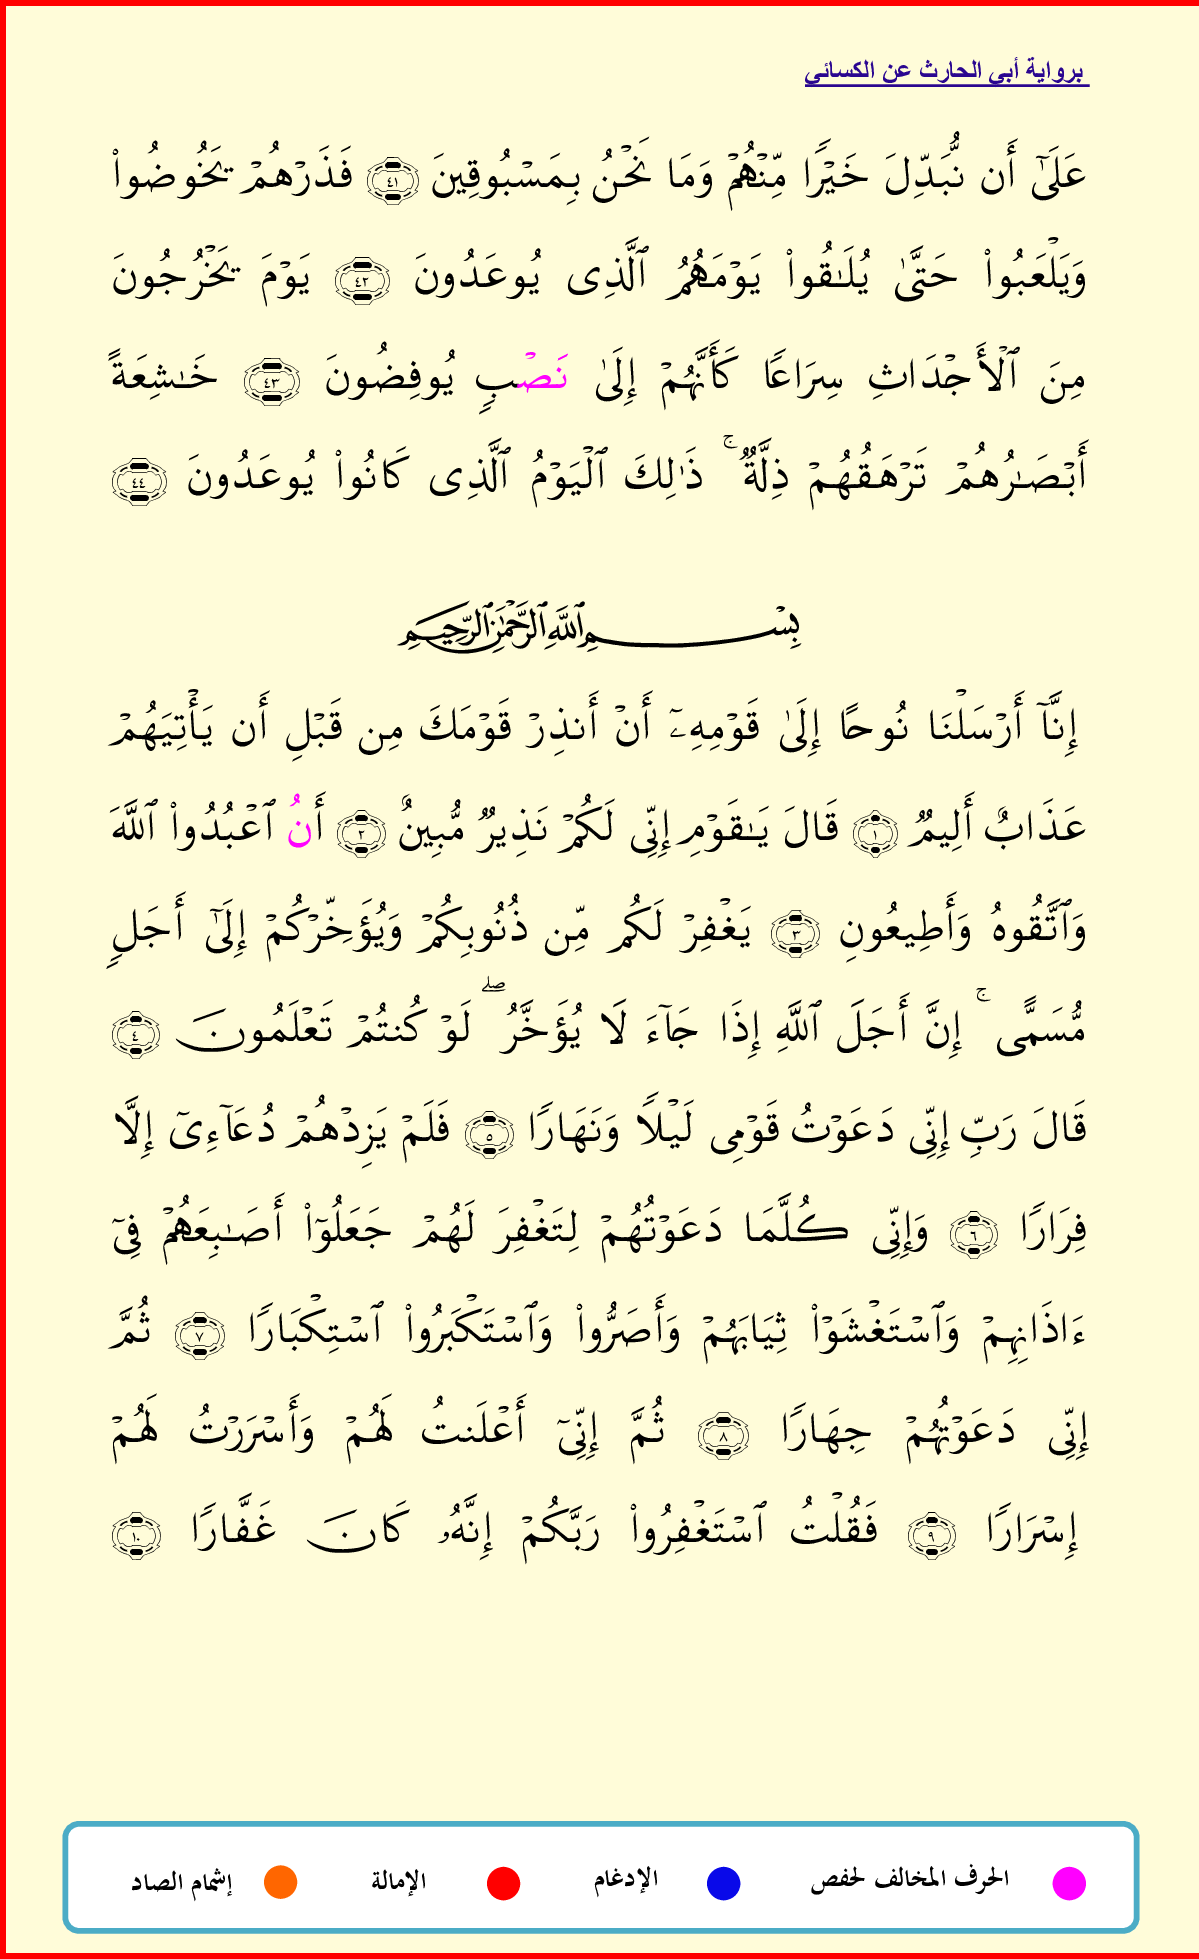 برواية أبي الحارث عن الكسائي
عَلَىٰٓ أَن نُّبَدِّلَ خَيْرًا مِّنْهُمْ وَمَا نَحْنُ بِمَسْبُوقِينَ ٤١ فَذَرْهُمْ يَخُوضُوا۟
وَيَلْعَبُوا۟ حَتَّىٰ يُلَـٰقُوا۟ يَوْمَهُمُ ٱلَّذِى يُوعَدُونَ ٤٢ يَوْمَ يَخْرُجُونَ
مِنَ ٱلْأَجْدَاثِ سِرَاعًا كَأَنَّهُمْ إِلَىٰ نَصْبٍ يُوفِضُونَ ٤٣ خَـٰشِعَةً
أَبْصَـٰرُهُمْ تَرْهَقُهُمْ ذِلَّةٌ ۚ ذَٰلِكَ ٱلْيَوْمُ ٱلَّذِى كَانُوا۟ يُوعَدُونَ ٤٤
بِسْمِ ٱللَّهِ ٱلرَّحْمَـٰنِ ٱلرَّحِيمِ
إِنَّآ أَرْسَلْنَا نُوحًا إِلَىٰ قَوْمِهِۦٓ أَنْ أَنذِرْ قَوْمَكَ مِن قَبْلِ أَن يَأْتِيَهُمْ
عَذَابٌ أَلِيمٌ ١ قَالَ يَـٰقَوْمِ إِنِّى لَكُمْ نَذِيرٌ مُّبِينٌ ٢ أَنُ ٱعْبُدُوا۟ ٱللَّهَ
وَٱتَّقُوهُ وَأَطِيعُونِ ٣ يَغْفِرْ لَكُم مِّن ذُنُوبِكُمْ وَيُؤَخِّرْكُمْ إِلَىٰٓ أَجَلٍ
مُّسَمًّى ۚ إِنَّ أَجَلَ ٱللَّهِ إِذَا جَآءَ لَا يُؤَخَّرُ ۖ لَوْ كُنتُمْ تَعْلَمُونَ ٤
قَالَ رَبِّ إِنِّى دَعَوْتُ قَوْمِى لَيْلًا وَنَهَارًا ٥ فَلَمْ يَزِدْهُمْ دُعَآءِىٓ إِلَّا
فِرَارًا ٦ وَإِنِّى كُلَّمَا دَعَوْتُهُمْ لِتَغْفِرَ لَهُمْ جَعَلُوٓا۟ أَصَـٰبِعَهُمْ فِىٓ
ءَاذَانِهِمْ وَٱسْتَغْشَوْا۟ ثِيَابَهُمْ وَأَصَرُّوا۟ وَٱسْتَكْبَرُوا۟ ٱسْتِكْبَارًا ٧ ثُمَّ
إِنِّى دَعَوْتُهُمْ جِهَارًا ٨ ثُمَّ إِنِّىٓ أَعْلَنتُ لَهُمْ وَأَسْرَرْتُ لَهُمْ
إِسْرَارًا ٩ فَقُلْتُ ٱسْتَغْفِرُوا۟ رَبَّكُمْ إِنَّهُۥ كَانَ غَفَّارًا ١٠
الحرف المخالف لحفص الإدغام الإمالة إشمام الصاد